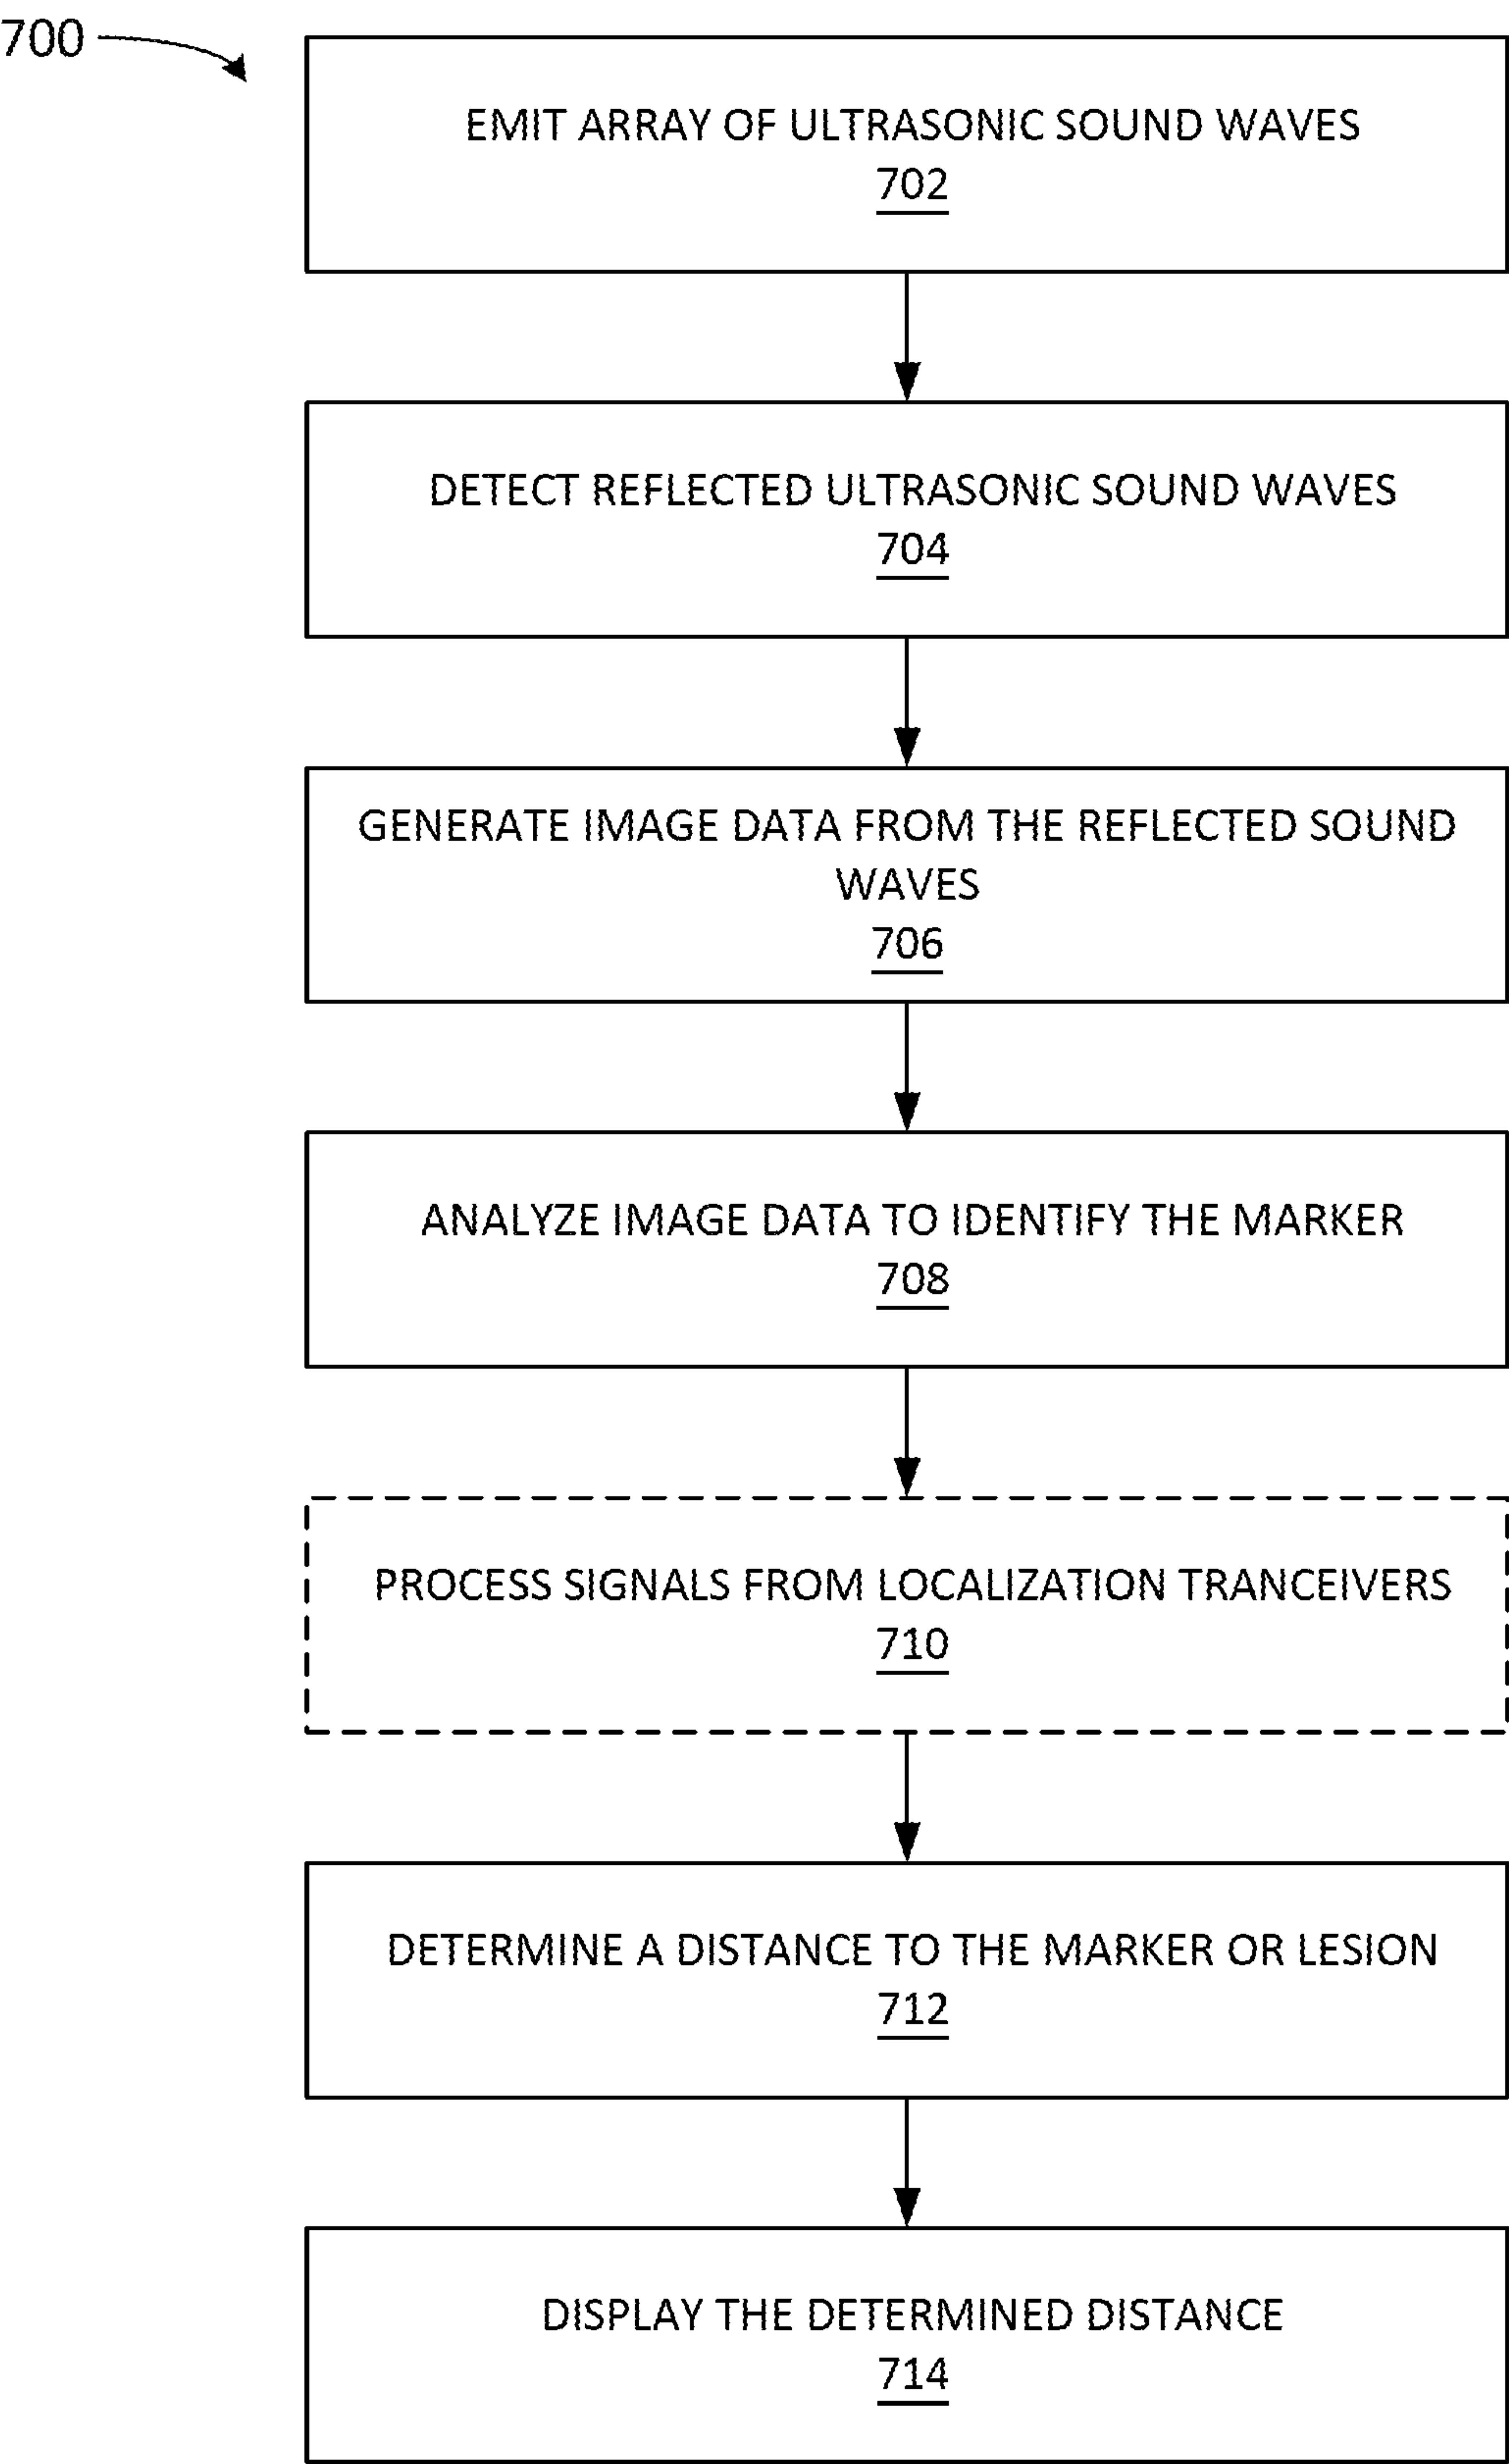 700
EMIT ARRAY OF ULTRASONIC SOUND WAVES
702
DETECT REFLECTED ULTRASONIC SOUND WAVES
704
GENERATE IMAGE DATA FROM THE REFLECTED SOUND
WAVES
706
ANALYZE IMAGE DATA TO IDENTIFY THE MARKER
708
PROCESS SIGNALS FROM LOCALIZATION TRANCEIVERS
710
DETERMINE A DISTANCE TO THE MARKER OR LESION
712
DISPLAY THE DETERMINED DISTANCE
714